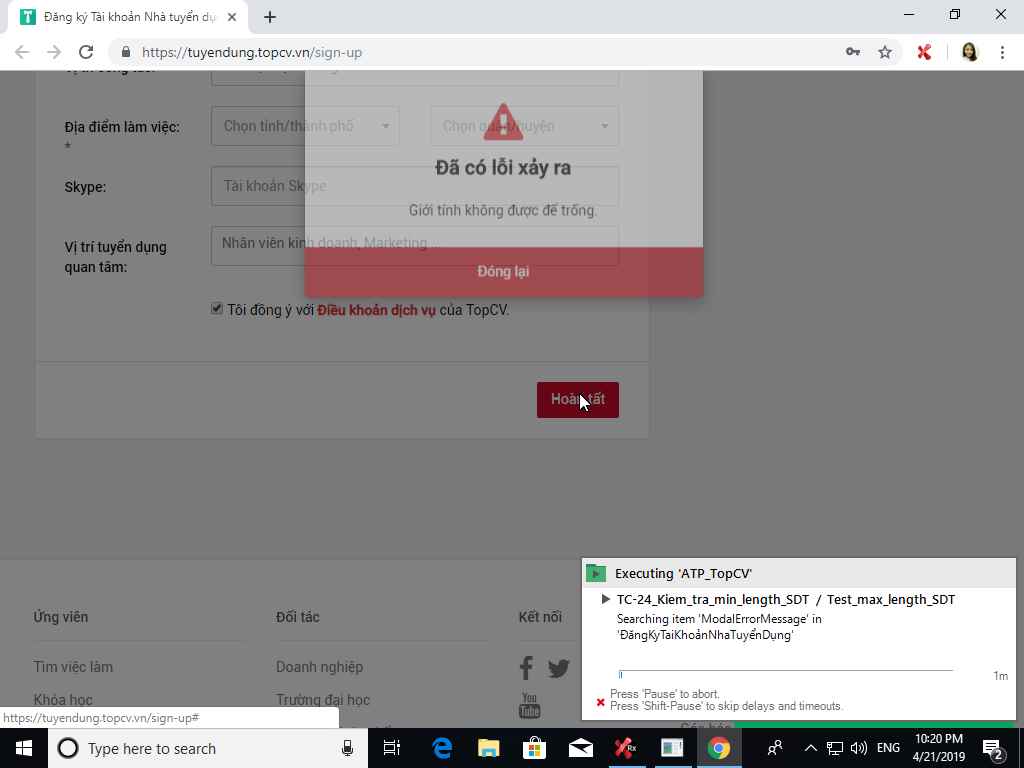 Đăng ký Tài khoản Nhà tuyển dụ
https://tuyendung.topcv.vn/sign-up
Địa điểm làm việc:
*
Chọn tỉnh/thành phố
Chọn quận/huyện
Đã có lỗi xảy ra
Skype:
Tài khoản Skype
Giới tính không được để trống.
Vị trí tuyển dụng
quan tâm:
Nhân viên kinh doanh, Marketing ...
Đóng lại
Tôi đồng ý với Điều khoản dịch vụ của TopCV.
Hoàn tất
Executing 'ATP_TopCV'
TC-24_Kiem_tra_min_length_SDT / Test_max_length_SDT
Searching item 'ModalErrorMessage' in
'ĐăngKyTaiKhoảnNhaTuyểnDụng'
1m
Press 'Pause' to abort.
Press 'Shift-Pause' to skip delays and timeouts.
Ứng viên
Đối tác
Kết nối
Tìm việc làm
Doanh nghiệp
Khóa học
Trường đại học
You
Tube
https://tuyendung.topcv.vn/sign-up#
Type here to search
Rx
ENG
10:20 PM
4/21/2019
2